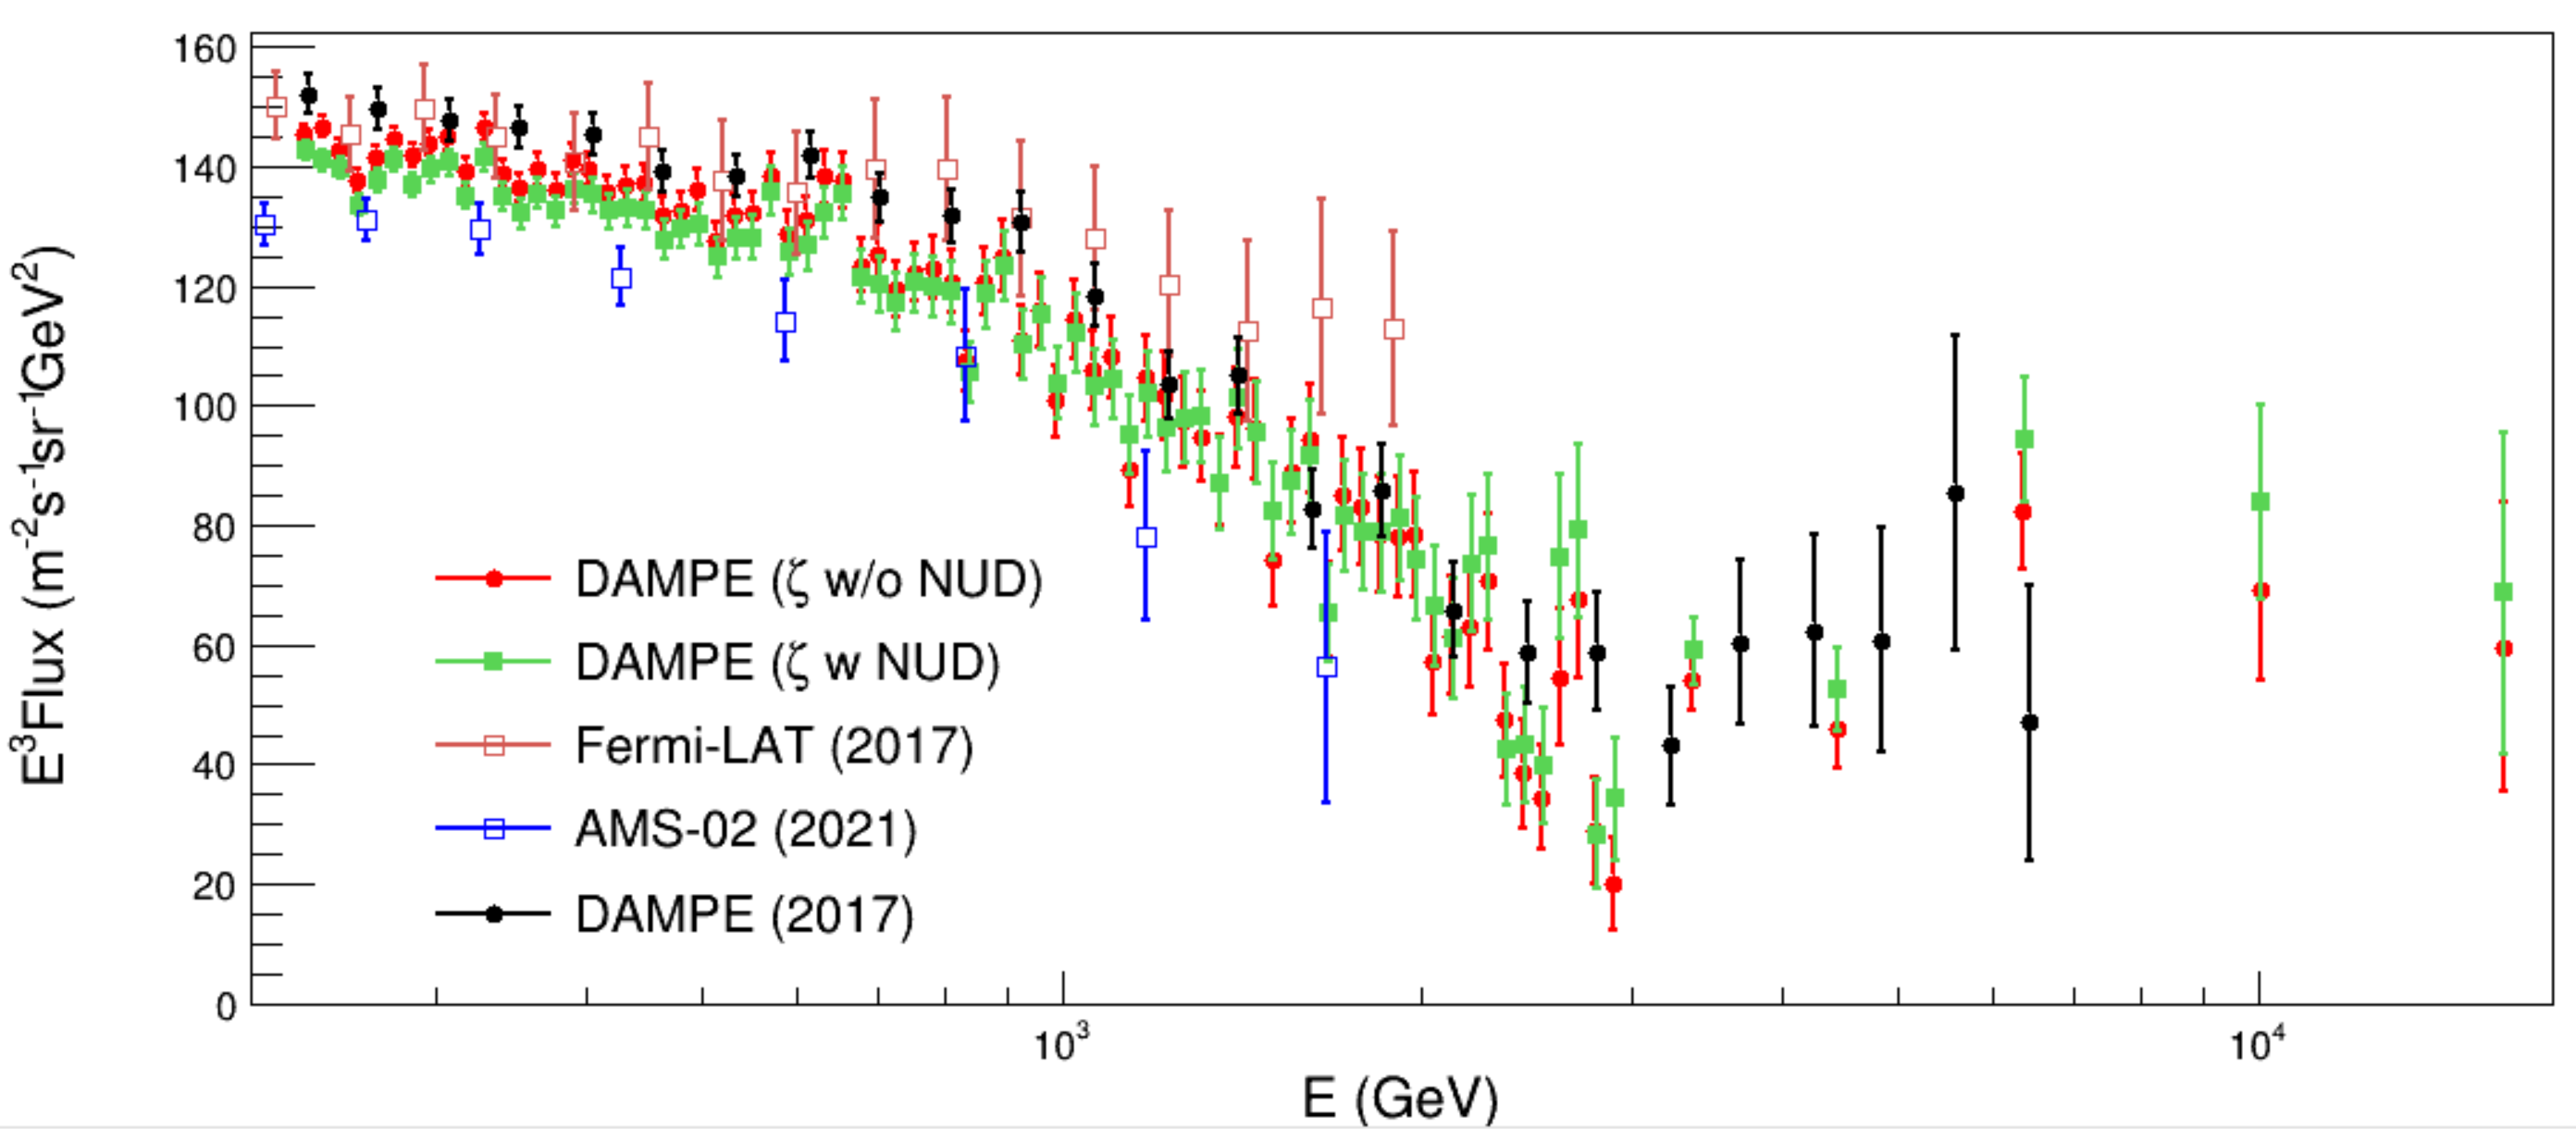 E³Flux (m⁻²s⁻¹sr⁻¹GeV²)
160
140
120
100
80
60
40
20
0
DAMPE (ζ w/o NUD)
DAMPE (ζ w NUD)
Fermi-LAT (2017)
AMS-02 (2021)
DAMPE (2017)
10³
10⁴
E (GeV)